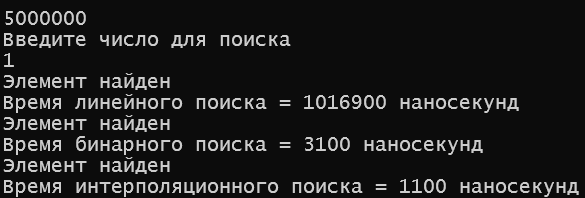 5000000
Введите число для поиска
1
Элемент найден
Время линейного поиска = 1016900 наносекунд
Элемент найден
Время бинарного поиска = 3100 наносекунд
Элемент найден
Время интерполяционного поиска = 1100 наносекунд